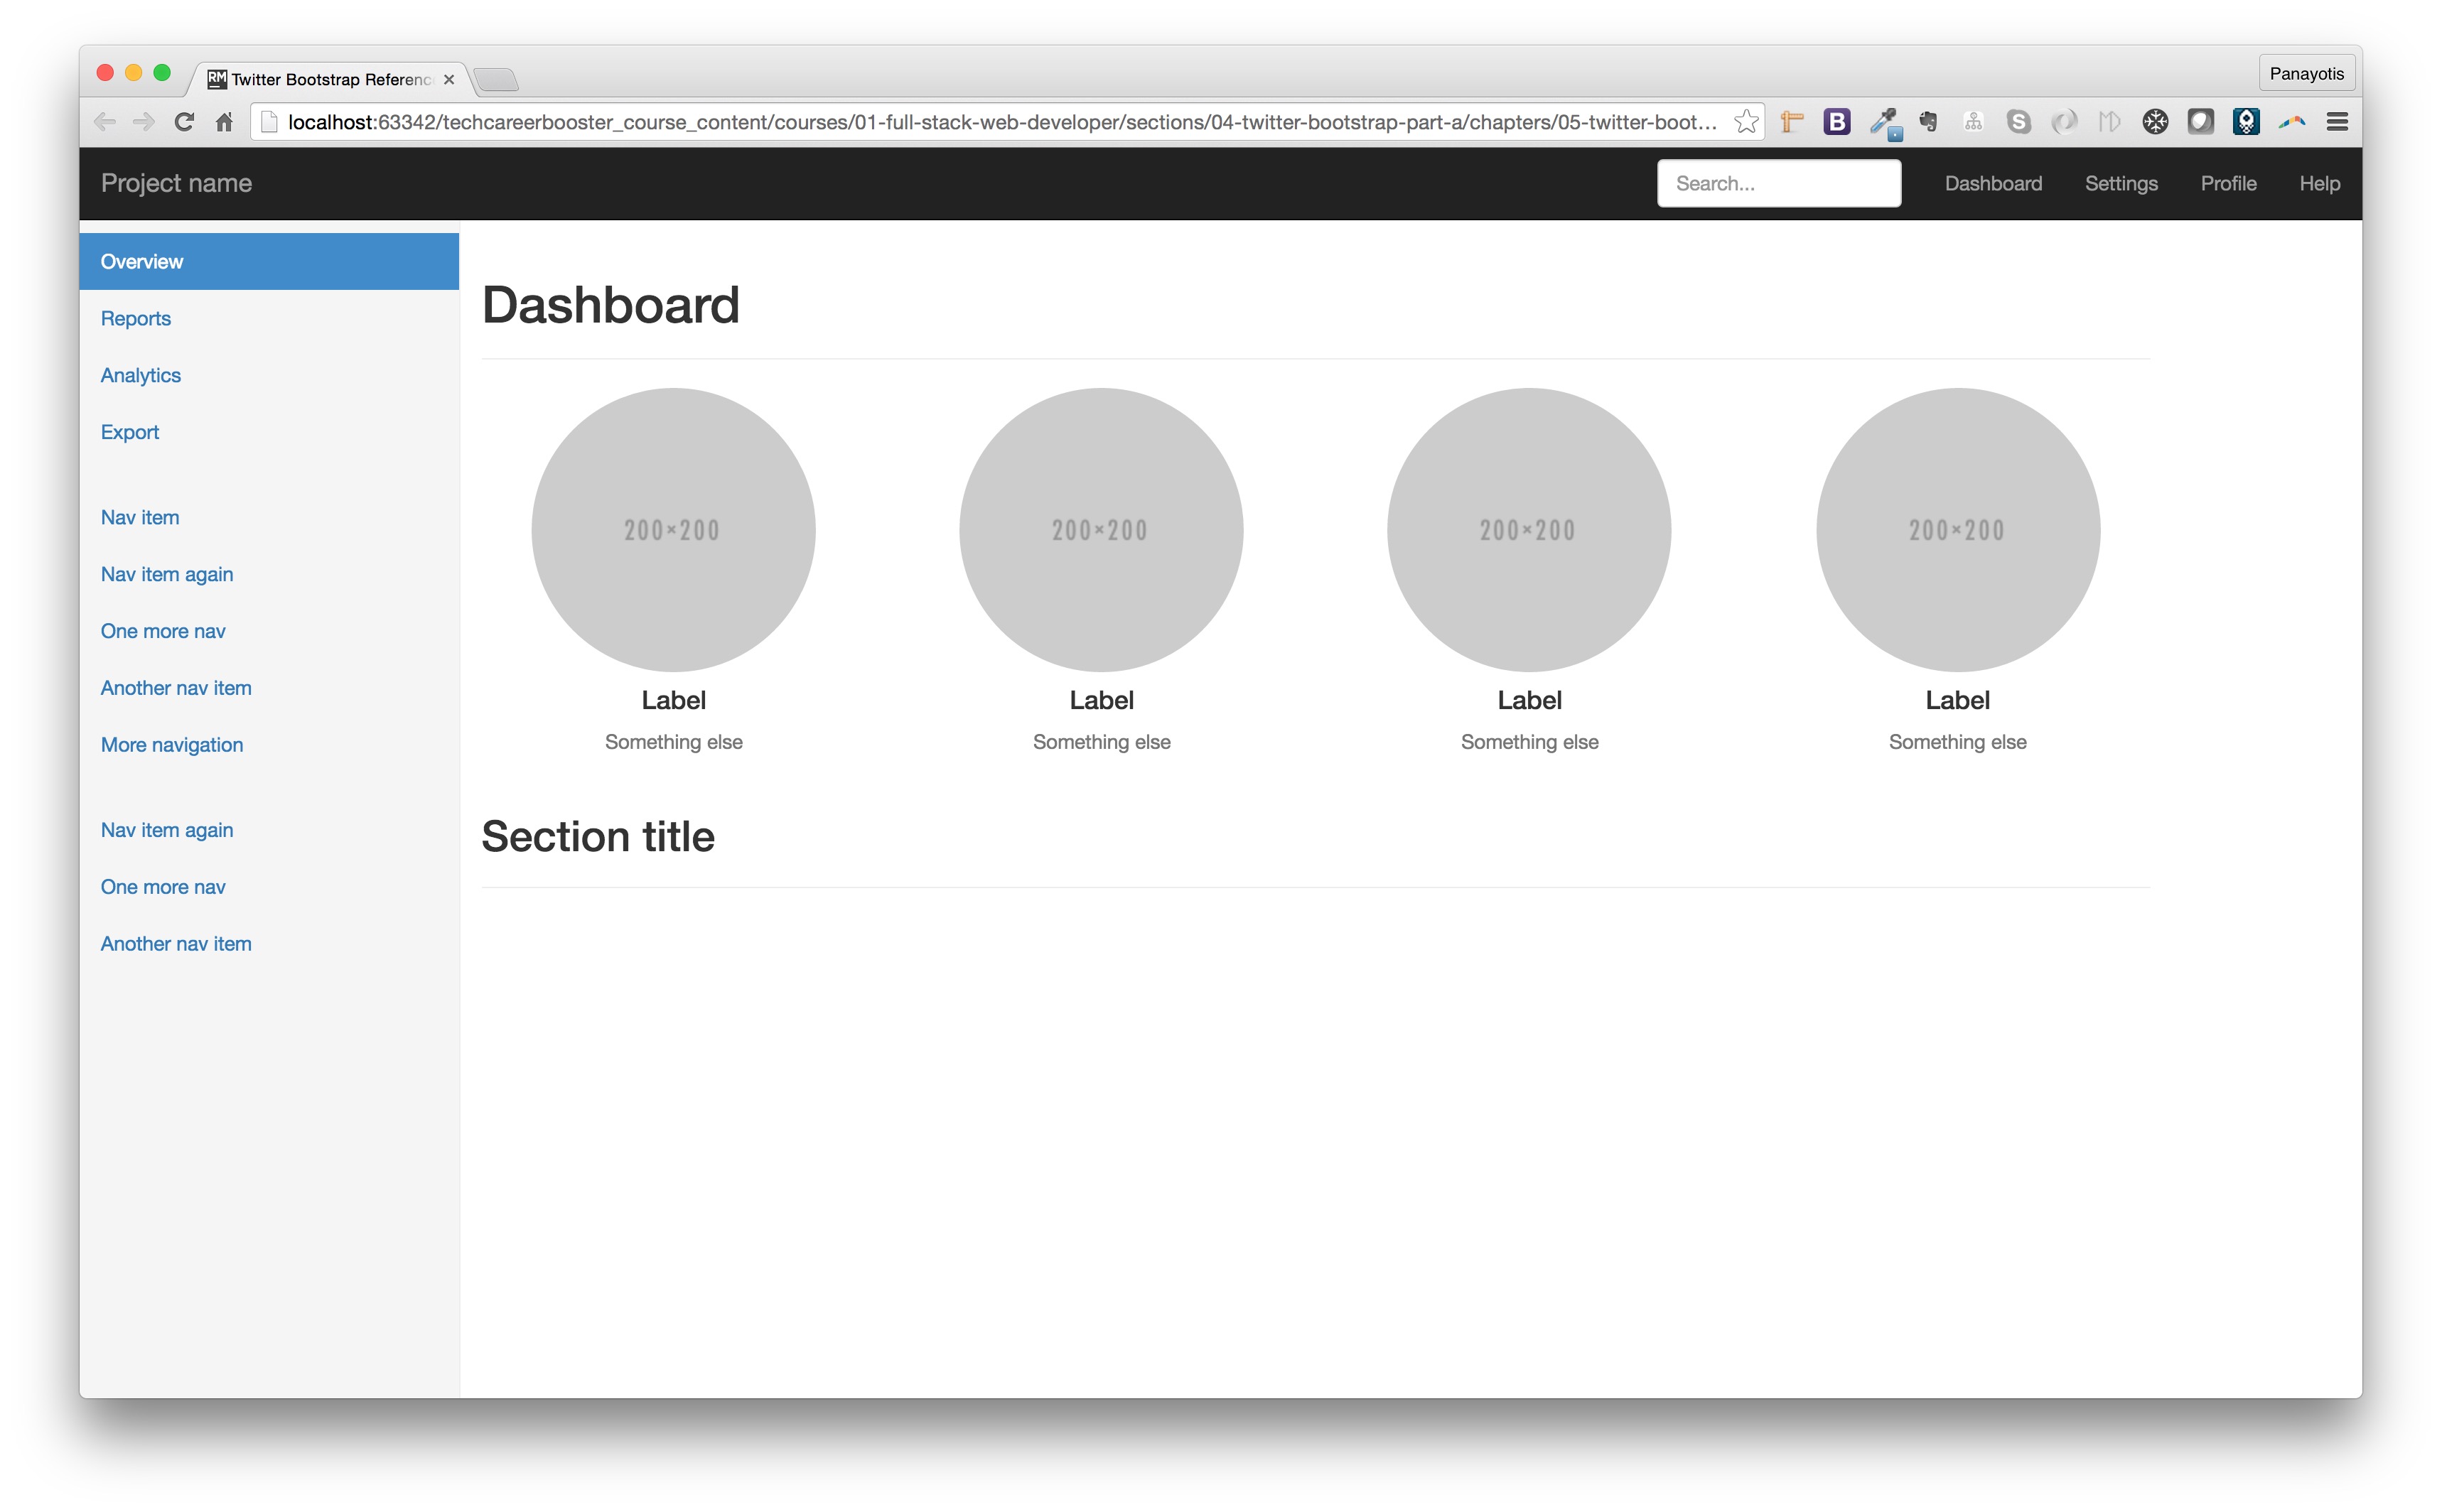 Twitter Bootstrap Referenc
Panayotis
localhost:63342/techcareerbooster_course_content/courses/01-full-stack-web-developer/sections/04-twitter-bootstrap-part-a/chapters/05-twitter-boot...
Project name
Search...
Dashboard
Settings
Profile
Help
Overview
Reports
Analytics
Export
Nav item
Nav item again
One more nav
Another nav item
More navigation
Nav item again
One more nav
Another nav item
Dashboard
200×200
200×200
200×200
200×200
Label
Label
Label
Label
Something else
Something else
Something else
Something else
Section title